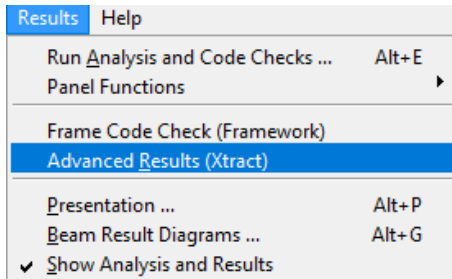 Results Help
Run Analysis and Code Checks ... Alt+E
Panel Functions
Frame Code Check (Framework)
Advanced Results (Xtract)
Presentation ... Alt+P
Beam Result Diagrams ... Alt+G
Show Analysis and Results